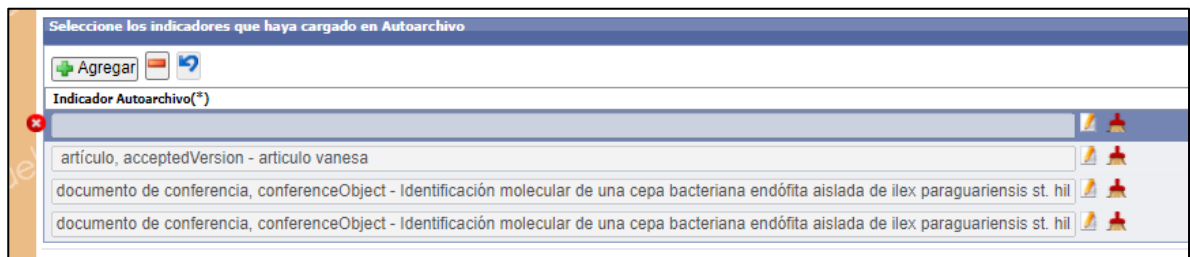 Seleccione los indicadores que haya cargado en Autoarchivo
Agregar
Indicador Autoarchivo(*)
artículo, acceptedVersion - articulo vanesa
documento de conferencia, conferenceObject - Identificación molecular de una cepa bacteriana endófita aislada de ilex paraguariensis st. hil
documento de conferencia, conferenceObject - Identificación molecular de una cepa bacteriana endófita aislada de ilex paraguariensis st. hil